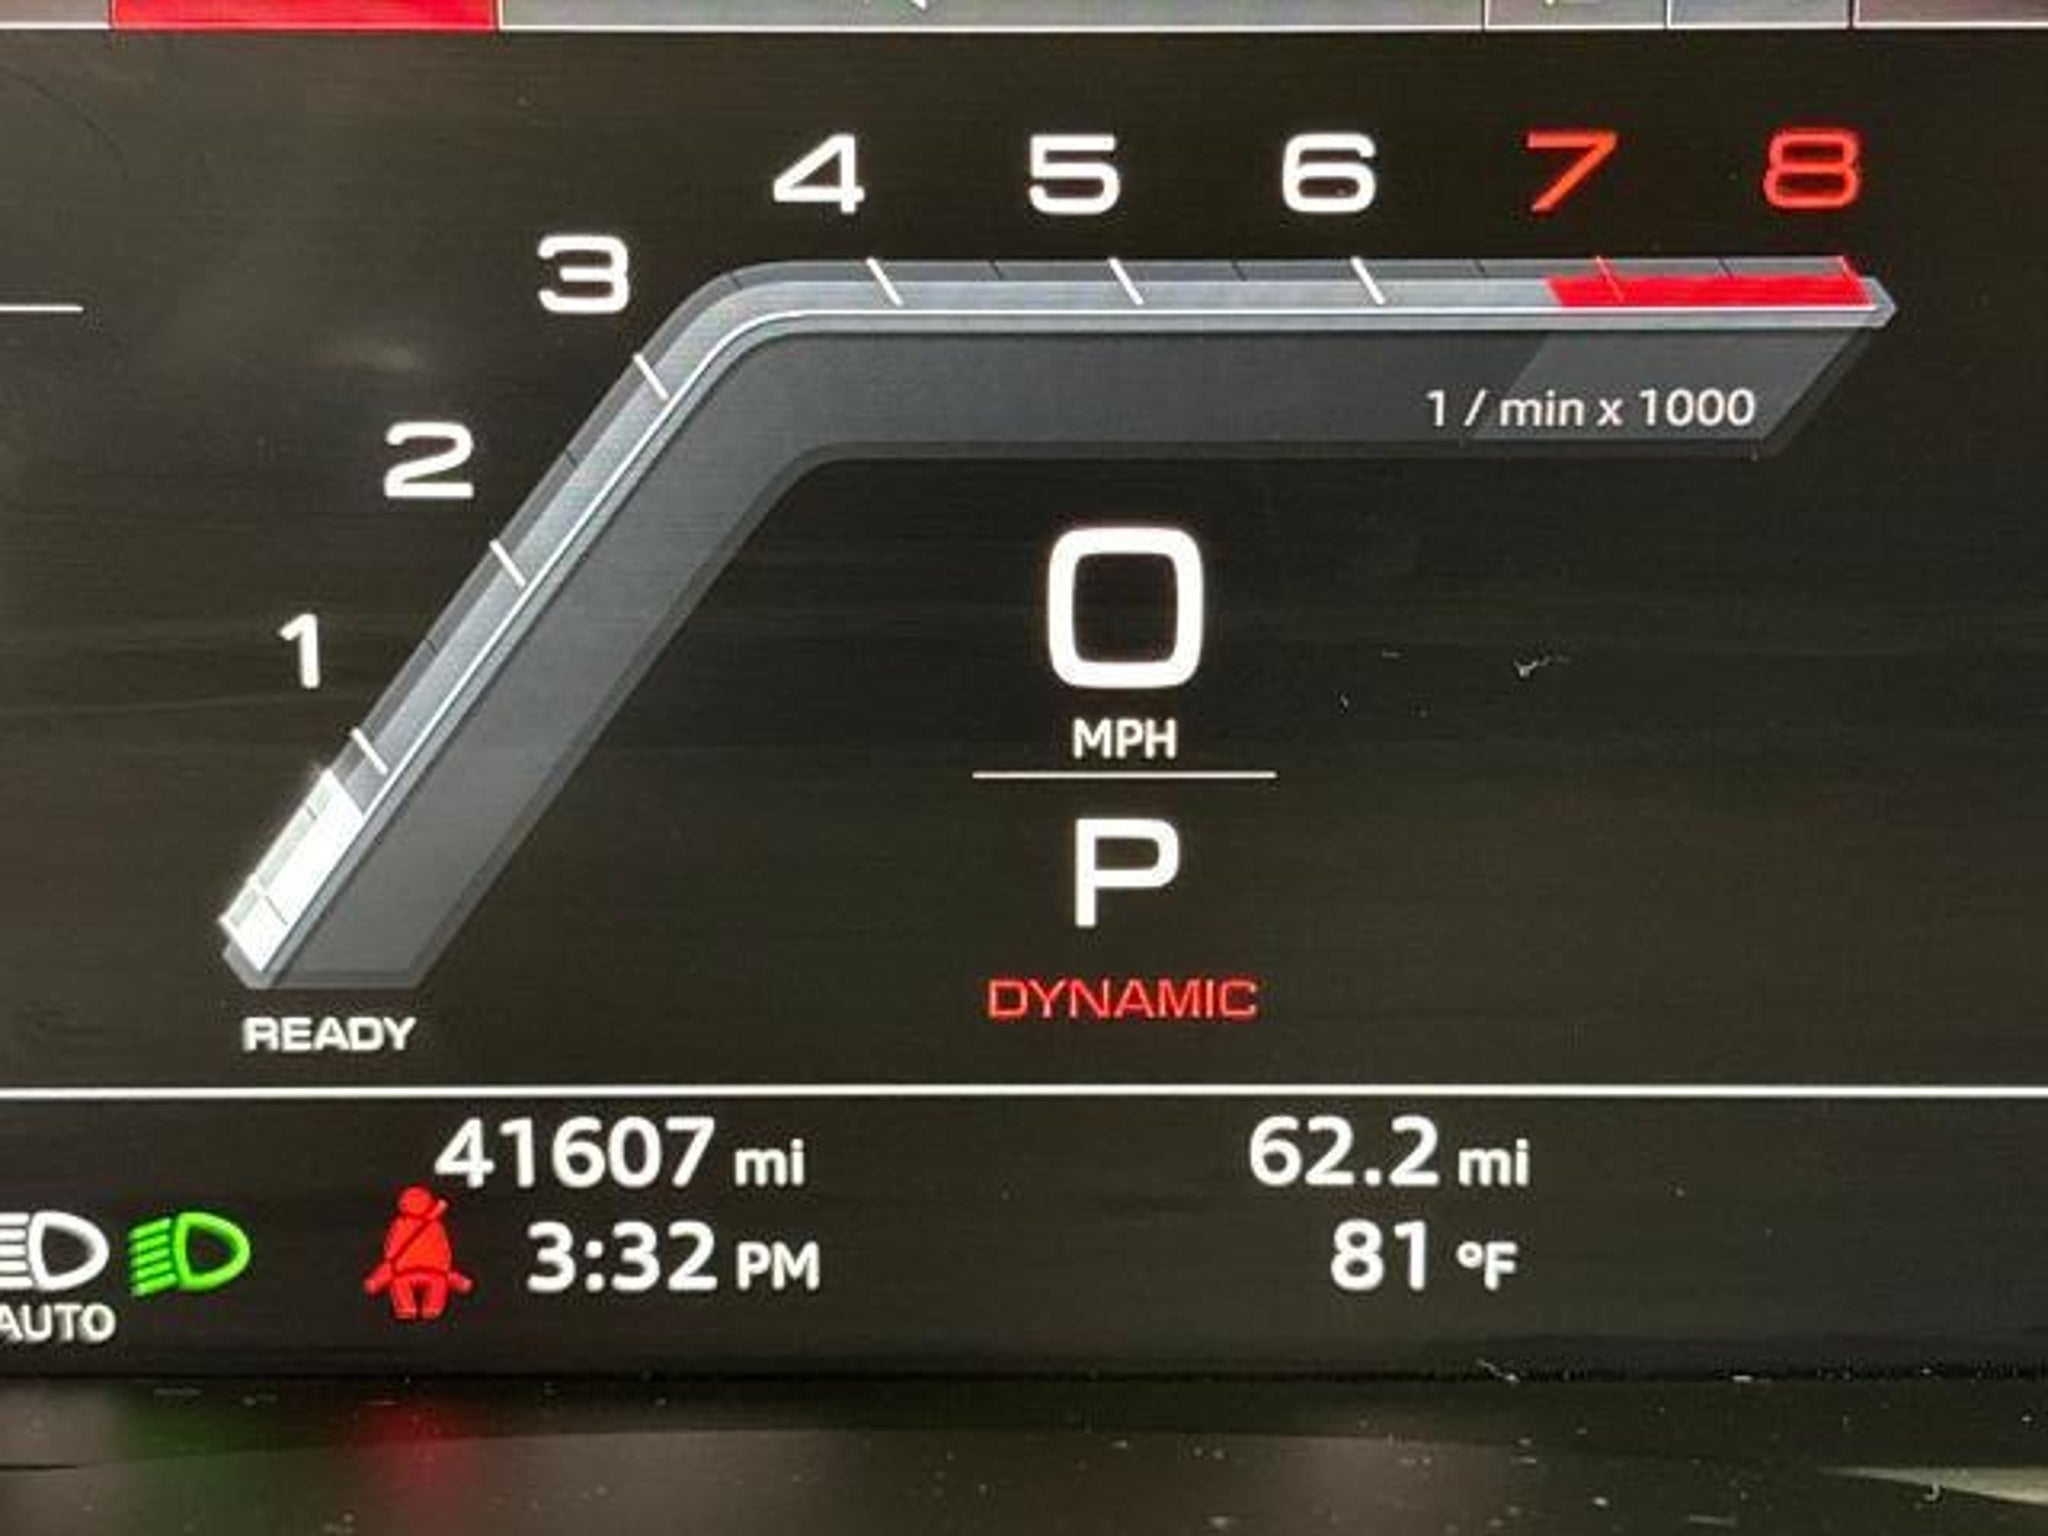 4 5 6 7 8
3
1 / min x 1000
2
0
1
MPH
P
DYNAMIC
READY
41607 mi 62.2 mi
3:32 PM 81 °F
AUTO